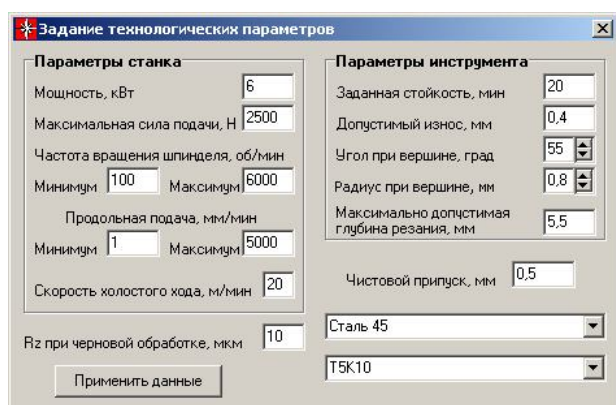 Задание технологических параметров
Параметры станка
Мощность, кВт 6
Максимальная сила подачи, Н 2500
Частота вращения шпинделя, об/мин
Минимум 100 Максимум 6000
Продольная подача, мм/мин
Минимум 1 Максимум 5000
Скорость холостого хода, м/мин 20
Rz при черновой обработке, мкм 10
Применить данные
Параметры инструмента
Заданная стойкость, мин 20
Допустимый износ, мм 0,4
Угол при вершине, град 55
Радиус при вершине, мм 0,8
Максимально допустимая
глубина резания, мм 5,5
Чистовой припуск, мм 0,5
Сталь 45
Т5К10